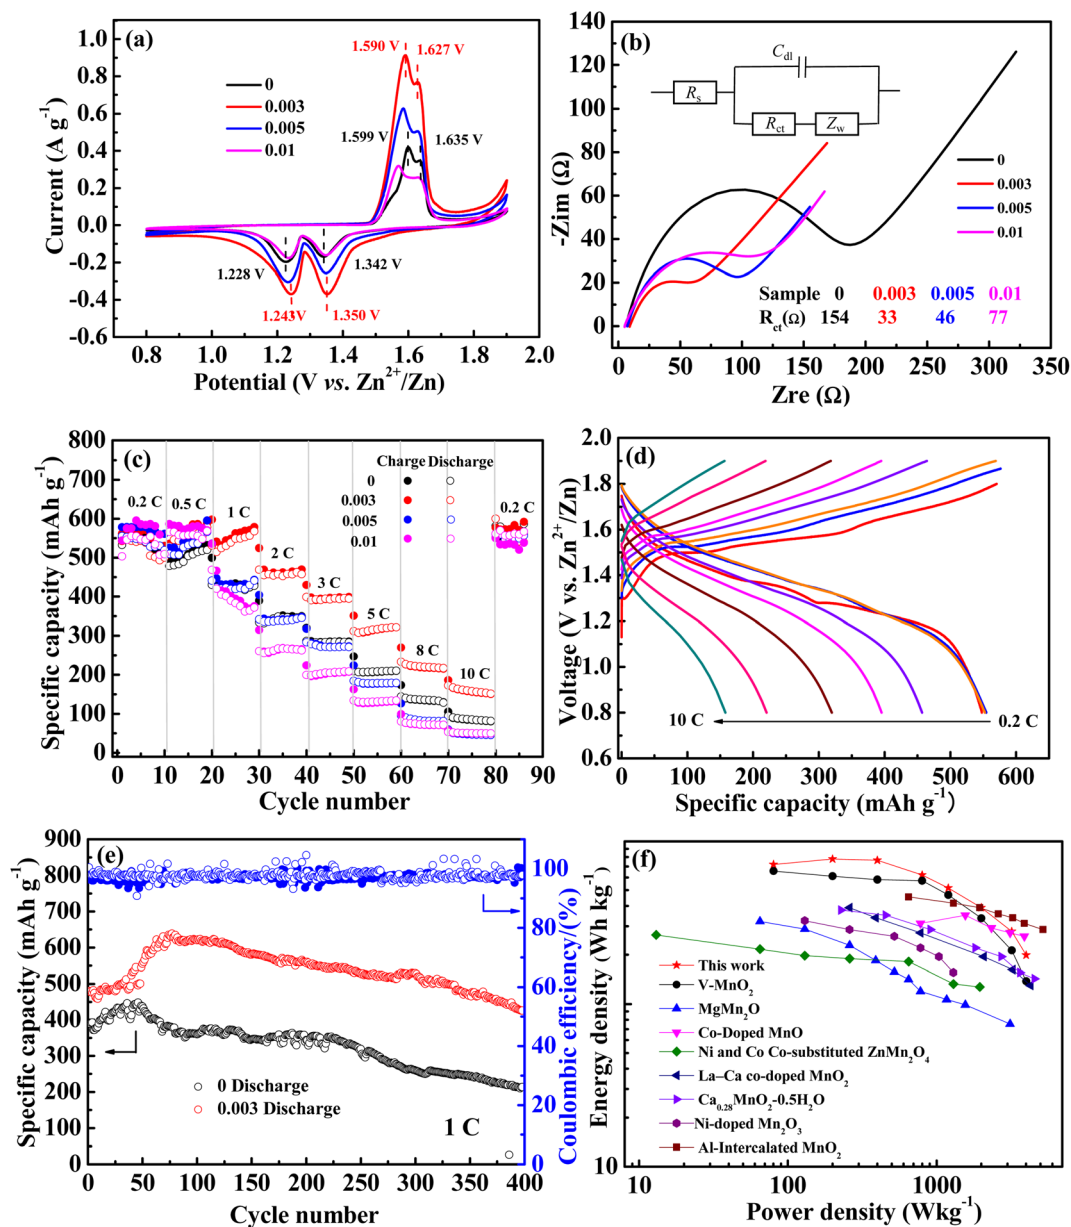 (a)
1.0
0.8
0.6
0.4
0.2
0.0
-0.2
-0.4
-0.6
Current (A g-1)
0
0.003
0.005
0.01
1.590 V
1.627 V
1.599 V
1.635 V
1.228 V
1.342 V
1.243V
1.350 V
0.8 1.0 1.2 1.4 1.6 1.8 2.0
Potential (V vs. Zn2+/Zn)
(b)
140
120
100
80
60
40
20
0
-Zim (Ω)
Cdl
Rs
Rct
Zw
0
0.003
0.005
0.01
Sample 0 0.003 0.005 0.01
Rct(Ω) 154 33 46 77
0 50 100 150 200 250 300 350
Zre (Ω)
(c)
800
700
600
500
400
300
200
100
0
Specific capacity (mAh g-1)
Charge Discharge
0
0.003
0.005
0.01
0.2 C
0.5 C
1 C
2 C
3 C
5 C
8 C
10 C
0.2 C
0 10 20 30 40 50 60 70 80 90
Cycle number
(d)
2.0
1.8
1.6
1.4
1.2
1.0
0.8
0.6
Voltage (V vs. Zn2+/Zn)
10 C
0.2 C
0 100 200 300 400 500 600
Specific capacity (mAh g-1)
(e)
900
800
700
600
500
400
300
200
100
0
Specific capacity (mAh g-1)
100
80
60
40
20
0
Coulombic efficiency/(%)
0 Discharge
0.003 Discharge
1 C
0 50 100 150 200 250 300 350 400
Cycle number
(f)
Energy density(Wh kg-1)
10
This work
V-MnO2
MgMn2O
Co-Doped MnO
Ni and Co Co-substituted ZnMn2O4
La–Ca co-doped MnO2
Ca0.28MnO2-0.5H2O
Ni-doped Mn2O3
Al-Intercalated MnO2
10 100 1000
Power density(Wkg-1)